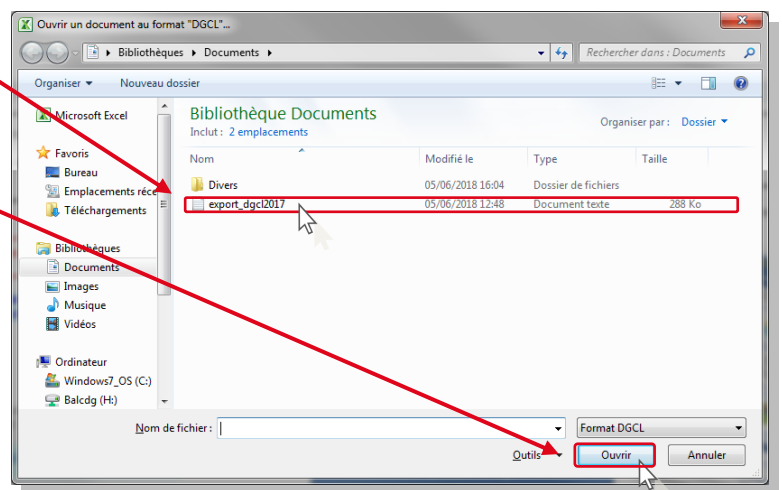 Ouvrir un document au format "DGCL"...
Bibliothèques Documents
Rechercher dans : Documents
Organiser Nouveau dossier
Microsoft Excel
Favoris
Bureau
Emplacements réce
Téléchargements
Bibliothèques
Documents
Images
Musique
Vidéos
Ordinateur
Windows7_OS (C:)
Balcdg (H:)
Bibliothèque Documents
Inclut : 2 emplacements
Organiser par : Dossier
Nom Modifié le Type Taille
Divers 05/06/2018 16:04 Dossier de fichiers
export_dgcl2017 05/06/2018 12:48 Document texte 288 Ko
Nom de fichier :
Format DGCL
Outils Ouvrir Annuler